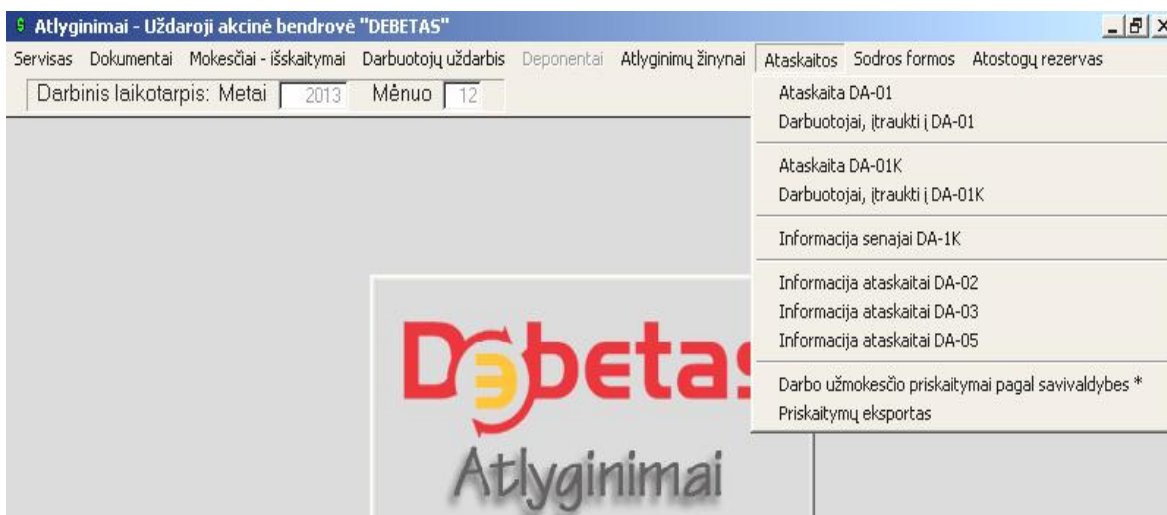 Atlyginimai - Uždaroji akcinė bendrovė "DEBETAS"
Servisas Dokumentai Mokesčiai - išskaitymai Darbuotojų uždarbis Deponentai Atlyginimų žinynai Ataskaitos Sodros formos Atostogų rezervas
Darbinis laikotarpis: Metai 2013 Mėnuo 12
Ataskaita DA-01
Darbuotojai, įtraukti į DA-01
Ataskaita DA-01K
Darbuotojai, įtraukti į DA-01K
Informacija senajai DA-1K
Informacija ataskaitai DA-02
Informacija ataskaitai DA-03
Informacija ataskaitai DA-05
Darbo užmokesčio priskaitymai pagal savivaldybes *
Priskaitymų eksportas
Debetas
Atlyginimai